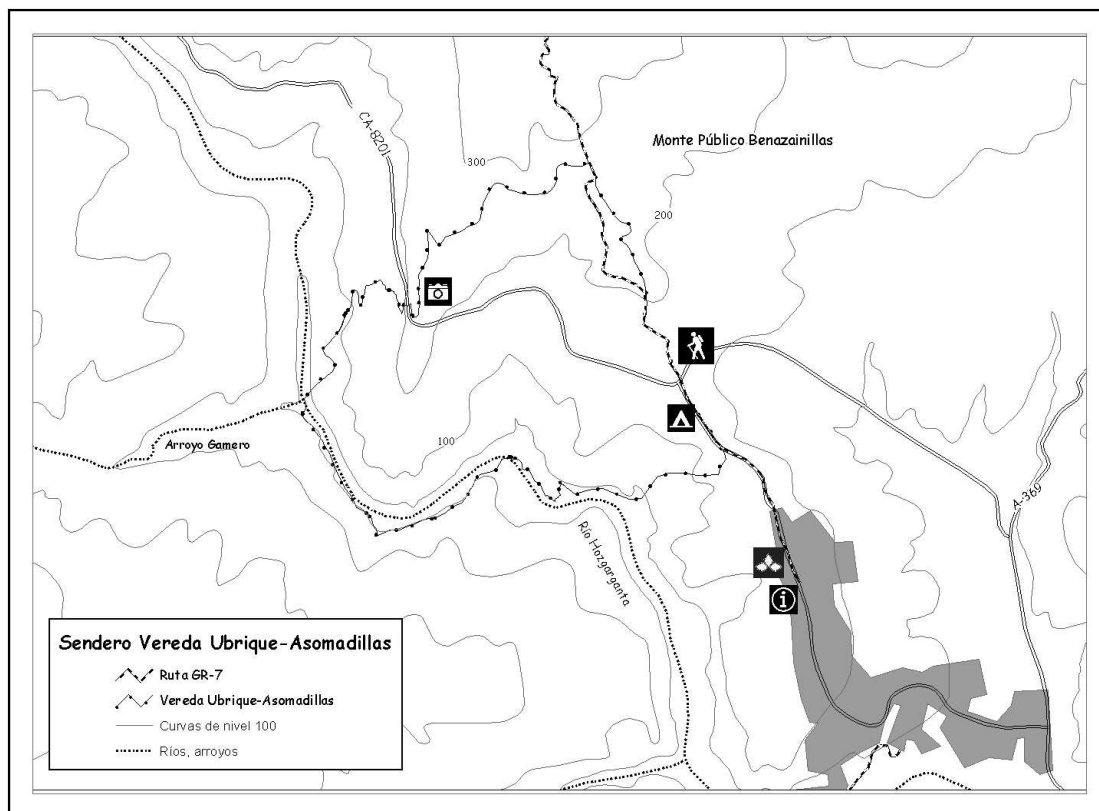 CA-8201
Monte Público Benazainillas
300
200
100
Arroyo Gamero
A-369
Río Hozgarganta
Sendero Vereda Ubrique-Asomadillas
Ruta GR-7
Vereda Ubrique-Asomadillas
Curvas de nivel 100
Ríos, arroyos